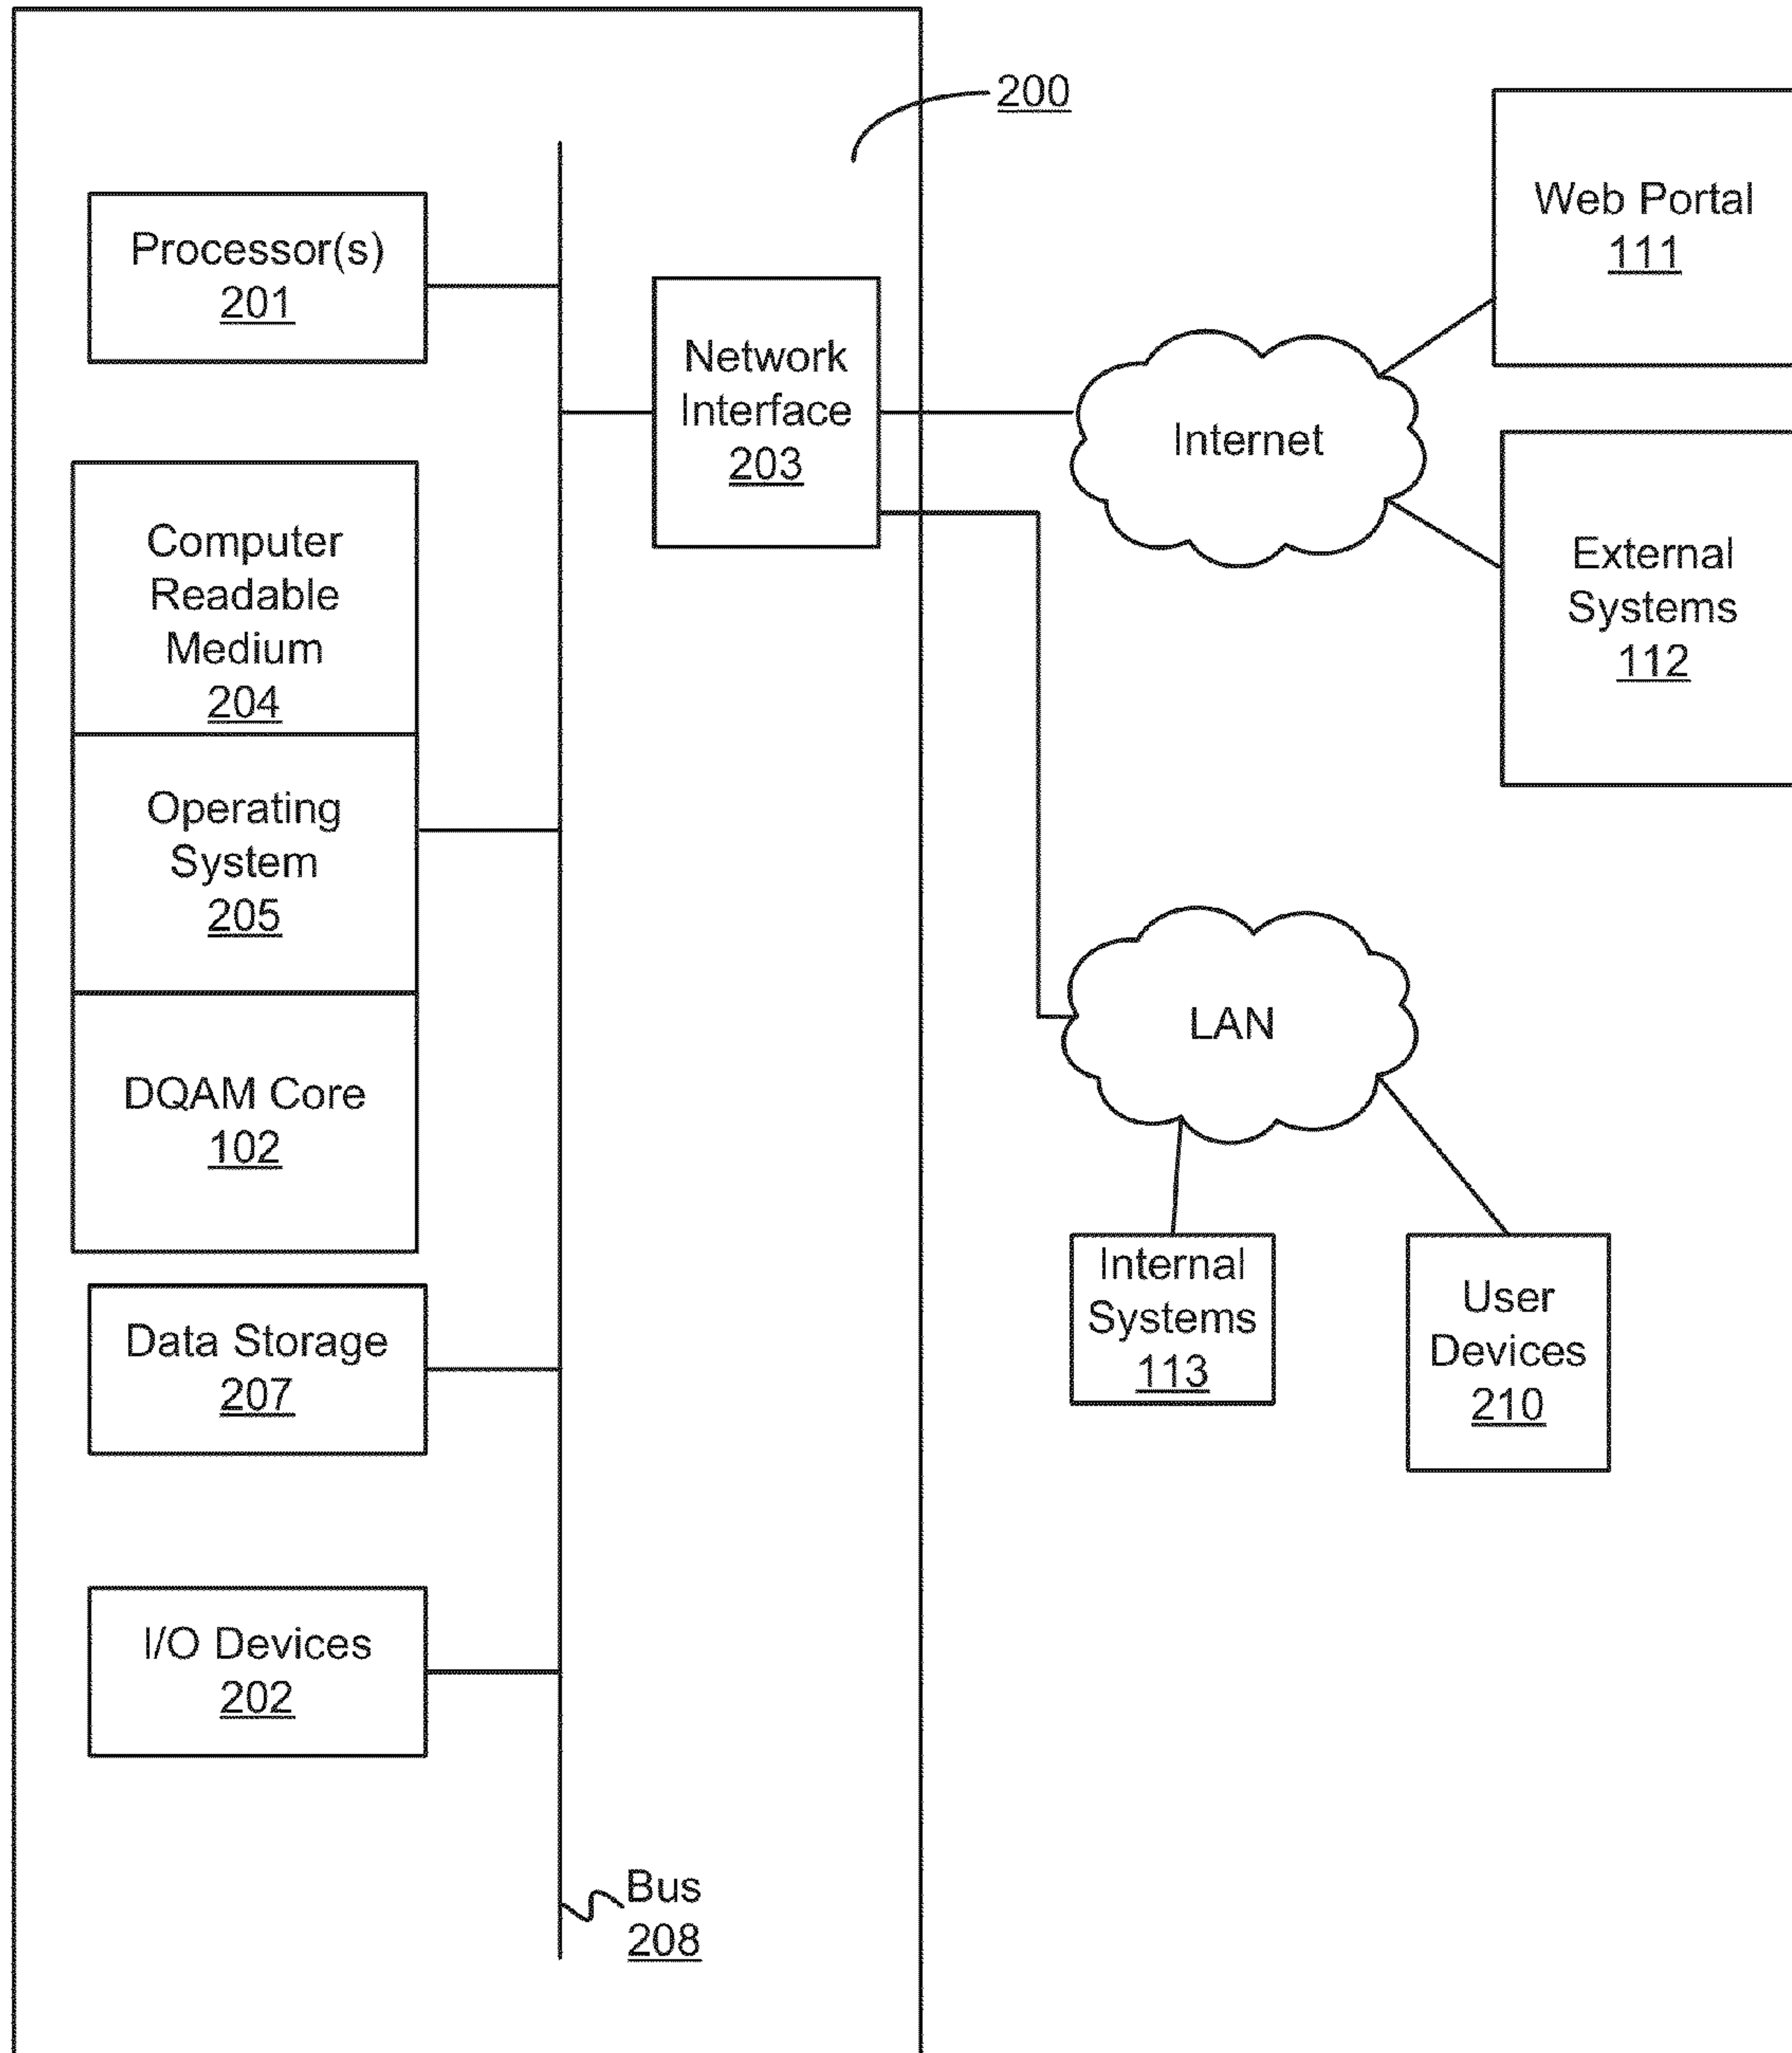 200
Processor(s)
201
Network
Interface
203
Computer
Readable
Medium
204
Operating
System
205
DQAM Core
102
Data Storage
207
I/O Devices
202
Bus
208
Internet
Web Portal
111
External
Systems
112
LAN
Internal
Systems
113
User
Devices
210